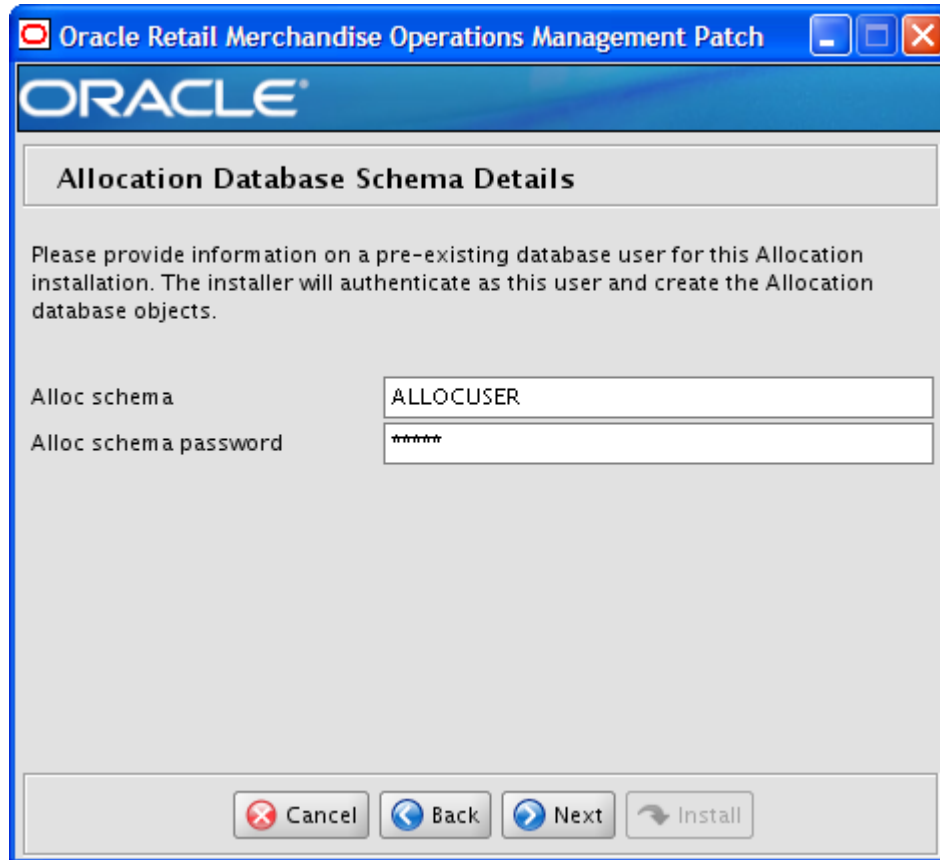 Oracle Retail Merchandise Operations Management Patch
ORACLE
Allocation Database Schema Details
Please provide information on a pre-existing database user for this Allocation
installation. The installer will authenticate as this user and create the Allocation
database objects.
Alloc schema ALLOCUSER
Alloc schema password *****
Cancel Back Next Install